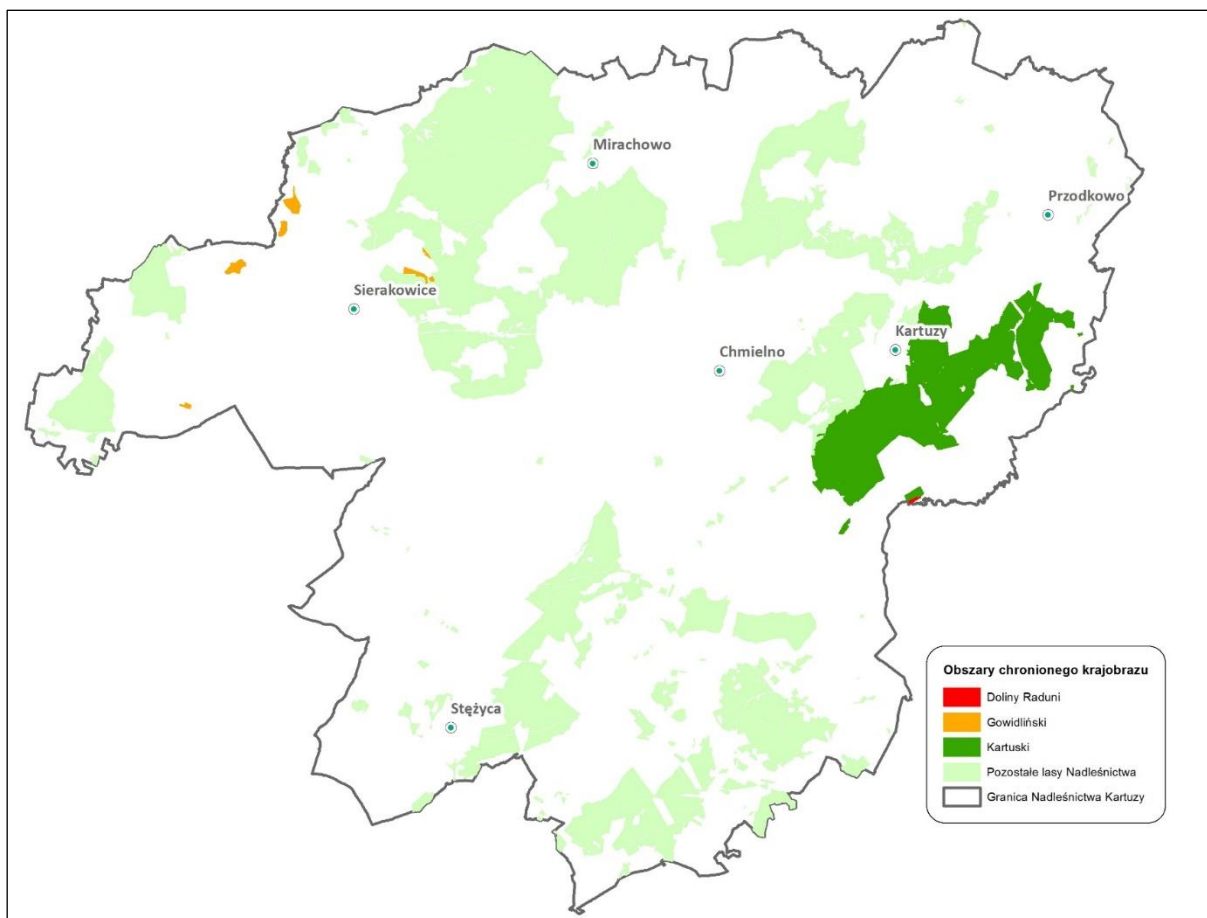 Mirachowo
Przodkowo
Sierakowice
Kartuzy
Chmielno
Stężyca
Obszary chronionego krajobrazu
Doliny Raduni
Gowidliński
Kartuski
Pozostałe lasy Nadleśnictwa
Granica Nadleśnictwa Kartuzy